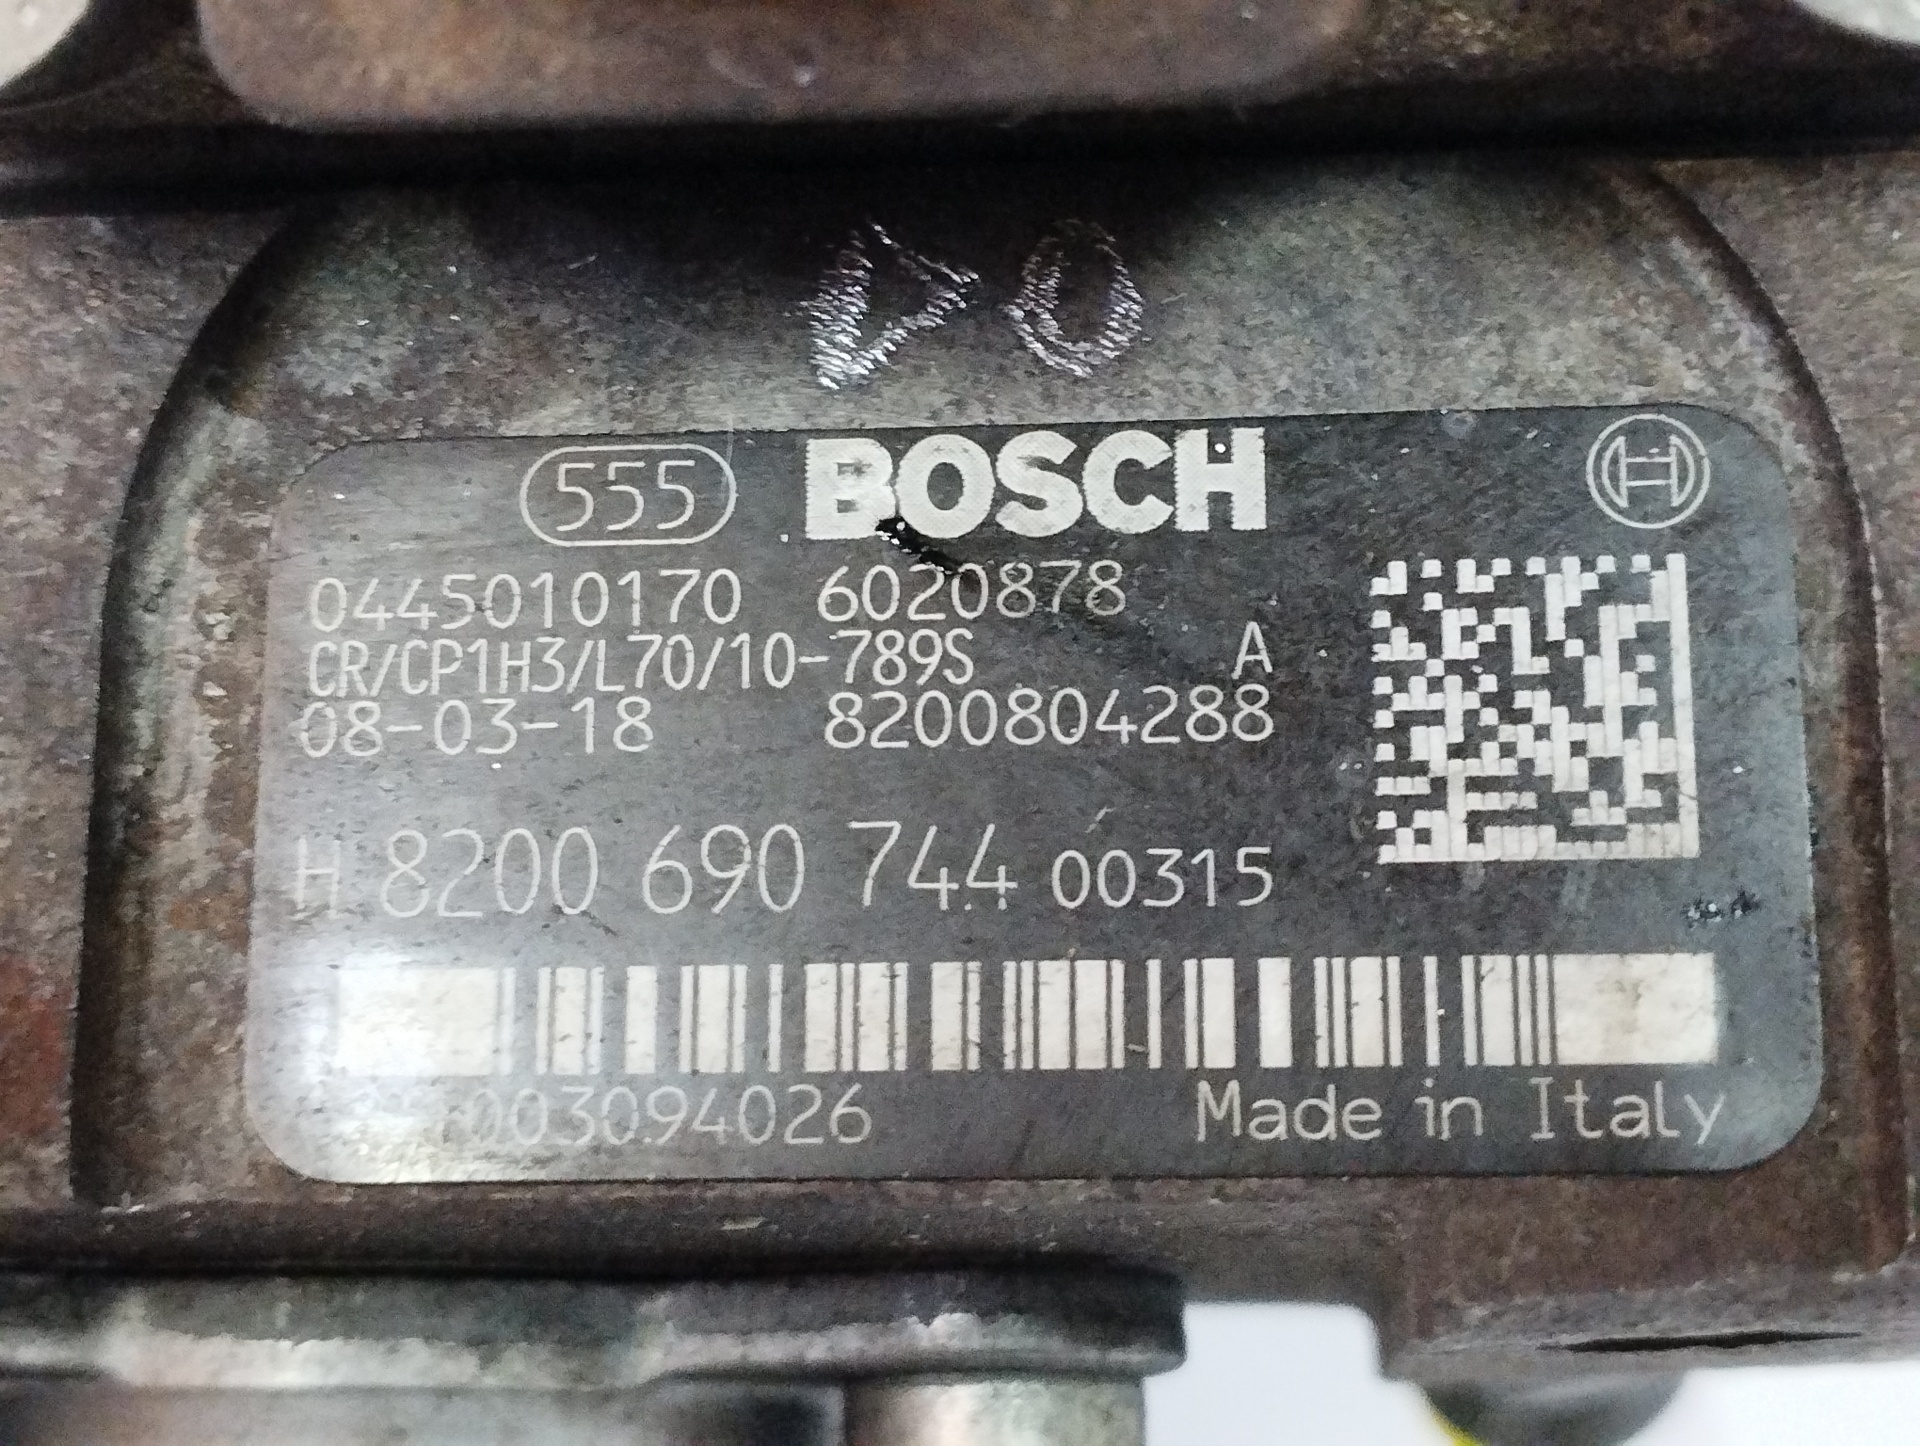 555 BOSCH
0445010170 6020878
CR/CP1H3/L70/10-789S A
08-03-18 8200804288
H 8200 690 744 00315
003094026 Made in Italy